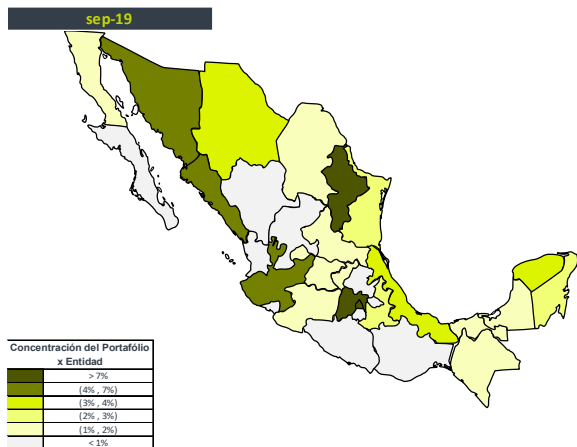 sep-19
Concentración del Portafólio
x Entidad
> 7%
(4% , 7%)
(3% , 4%)
(2% , 3%)
(1% , 2%)
< 1%